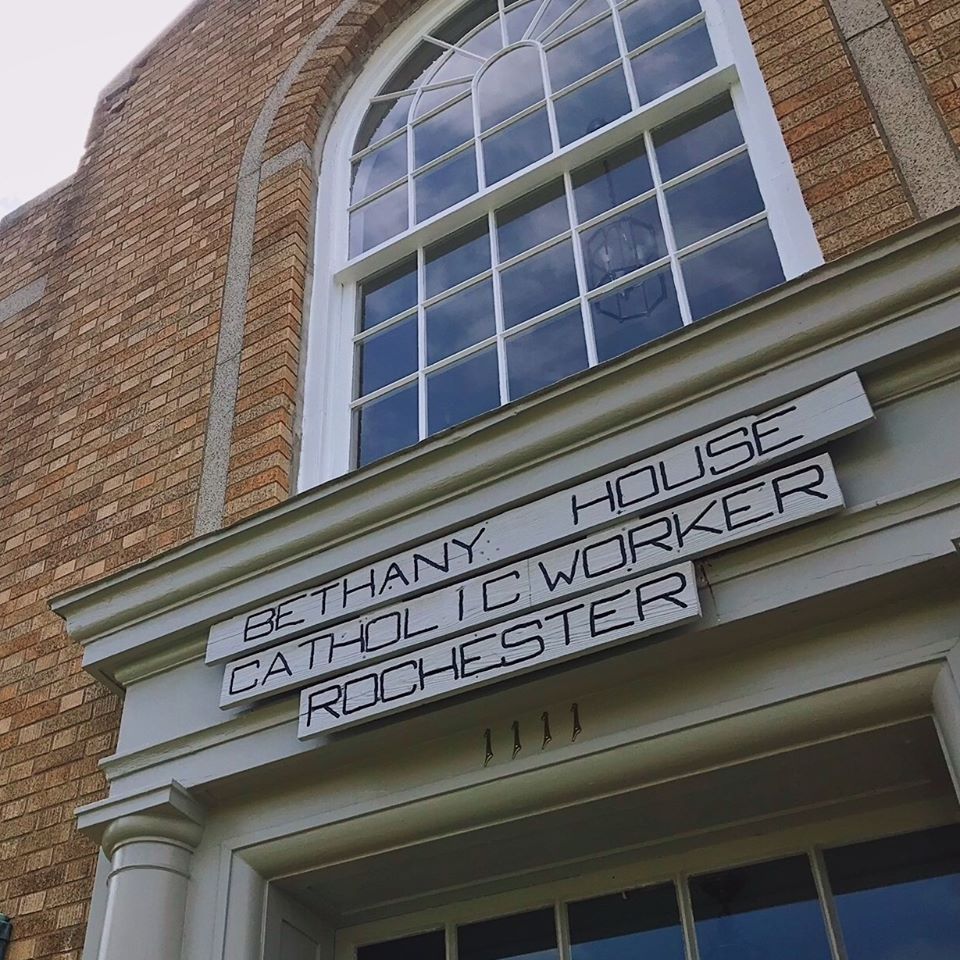 BETHANY HOUSE
CATHOLIC WORKER
ROCHESTER
1111